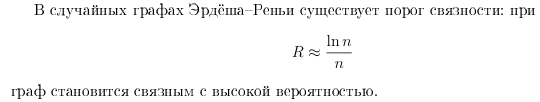 В случайных графах Эрдёша–Реньи существует порог связности: при
R ≈ ln n / n
граф становится связным с высокой вероятностью.